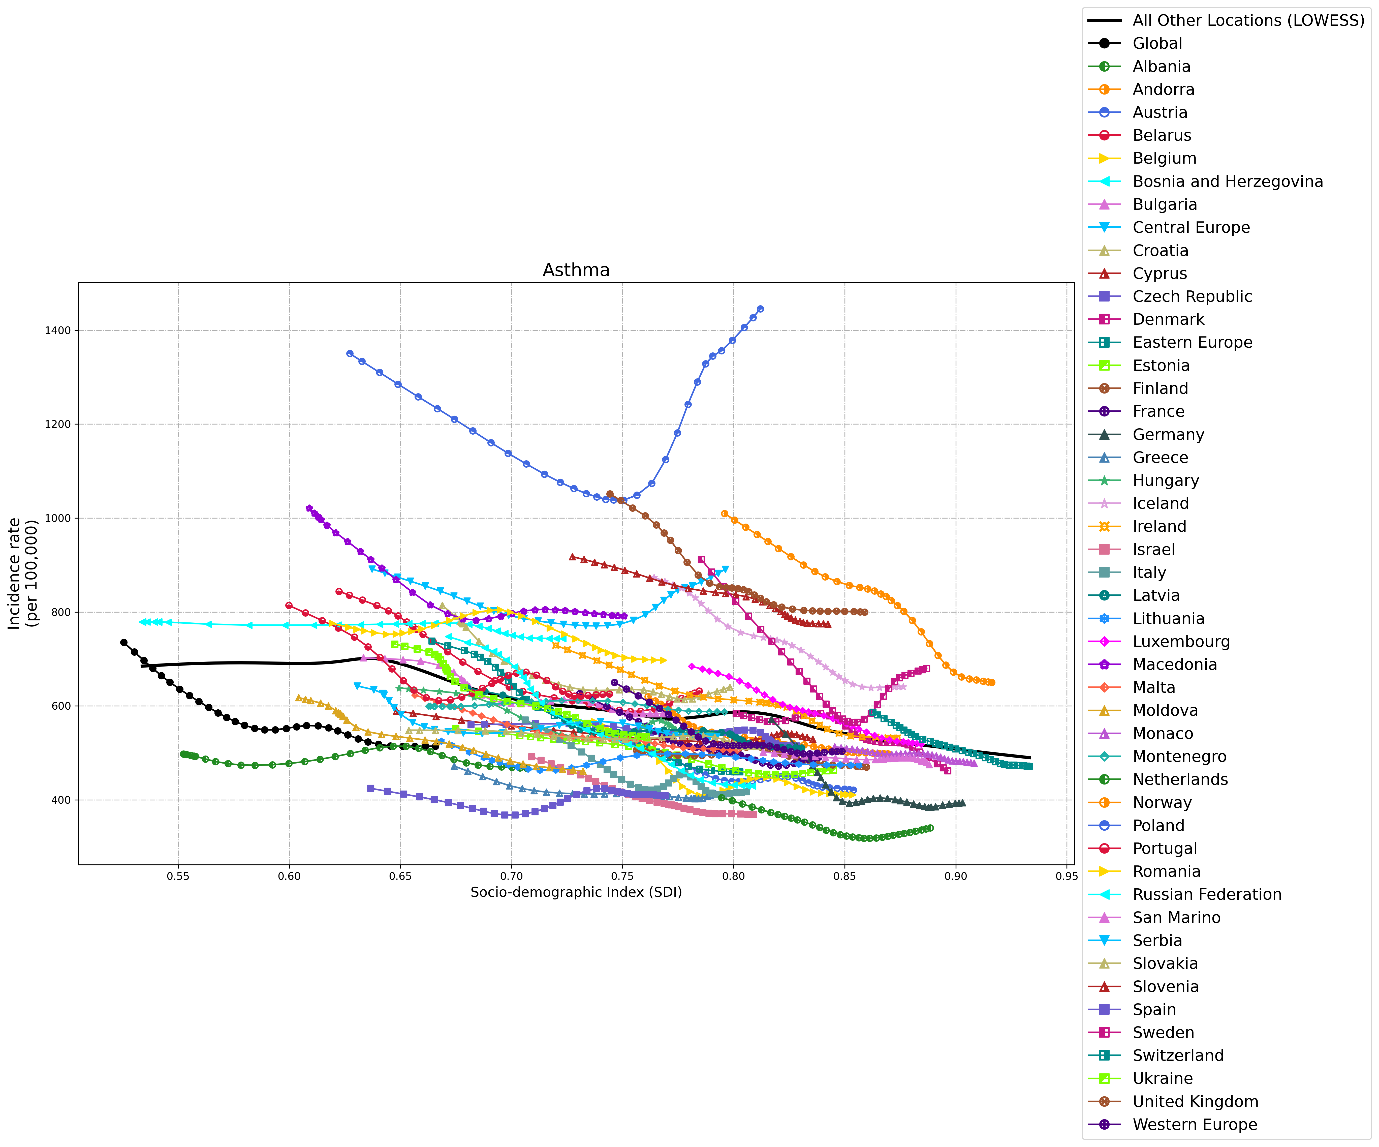 Asthma
Incidence rate
(per 100,000)
1400
1200
1000
800
600
400
0.55
0.60
0.65
0.70
0.75
0.80
0.85
0.90
0.95
Socio-demographic Index (SDI)
All Other Locations (LOWESS)
Global
Albania
Andorra
Austria
Belarus
Belgium
Bosnia and Herzegovina
Bulgaria
Central Europe
Croatia
Cyprus
Czech Republic
Denmark
Eastern Europe
Estonia
Finland
France
Germany
Greece
Hungary
Iceland
Ireland
Israel
Italy
Latvia
Lithuania
Luxembourg
Macedonia
Malta
Moldova
Monaco
Montenegro
Netherlands
Norway
Poland
Portugal
Romania
Russian Federation
San Marino
Serbia
Slovakia
Slovenia
Spain
Sweden
Switzerland
Ukraine
United Kingdom
Western Europe